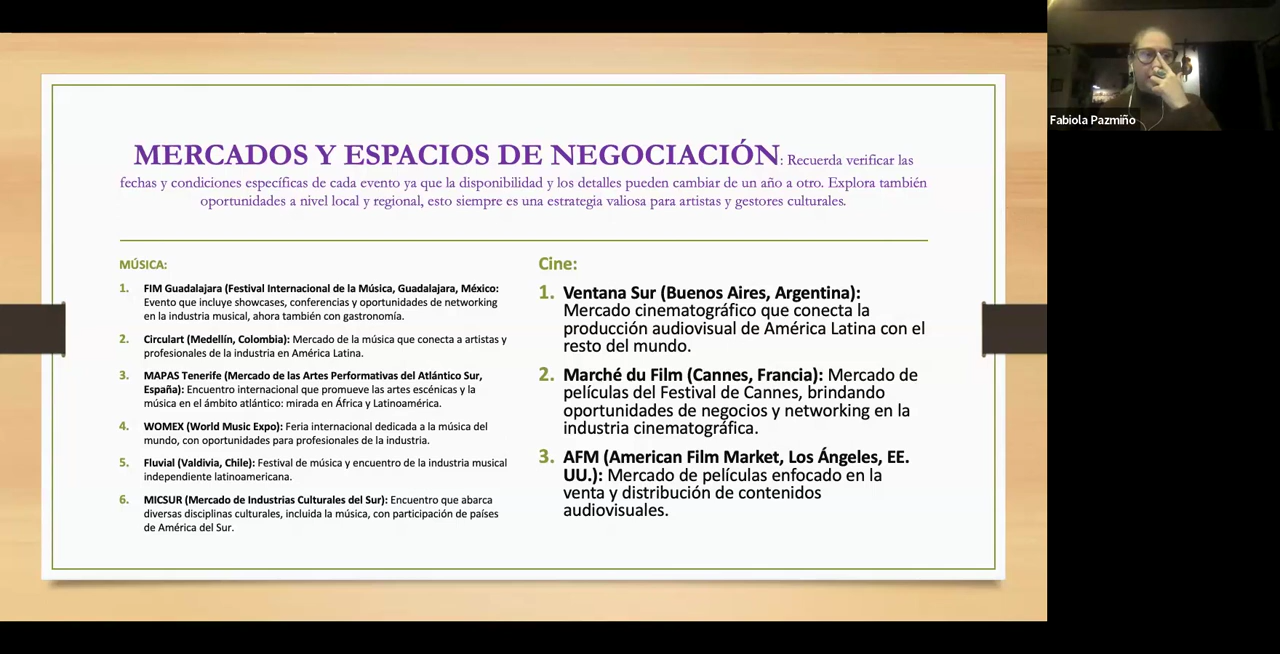 MERCADOS Y ESPACIOS DE NEGOCIACIÓN: Recuerda verificar las
fechas y condiciones específicas de cada evento ya que la disponibilidad y los detalles pueden cambiar de un año a otro. Explora también
oportunidades a nivel local y regional, esto siempre es una estrategia valiosa para artistas y gestores culturales.
MÚSICA:
1. FIM Guadalajara (Festival Internacional de la Música, Guadalajara, México:
Evento que incluye showcases, conferencias y oportunidades de networking
en la industria musical, ahora también con gastronomía.
2. Circulart (Medellín, Colombia): Mercado de la música que conecta a artistas y
profesionales de la industria en América Latina.
3. MAPAS Tenerife (Mercado de las Artes Performativas del Atlántico Sur,
España): Encuentro internacional que promueve las artes escénicas y la
música en el ámbito atlántico: mirada en África y Latinoamérica.
4. WOMEX (World Music Expo): Feria internacional dedicada a la música del
mundo, con oportunidades para profesionales de la industria.
5. Fluvial (Valdivia, Chile): Festival de música y encuentro de la industria musical
independiente latinoamericana.
6. MICSUR (Mercado de Industrias Culturales del Sur): Encuentro que abarca
diversas disciplinas culturales, incluida la música, con participación de países
de América del Sur.
Cine:
1. Ventana Sur (Buenos Aires, Argentina):
Mercado cinematográfico que conecta la
producción audiovisual de América Latina con el
resto del mundo.
2. Marché du Film (Cannes, Francia): Mercado de
películas del Festival de Cannes, brindando
oportunidades de negocios y networking en la
industria cinematográfica.
3. AFM (American Film Market, Los Ángeles, EE.
UU.): Mercado de películas enfocado en la
venta y distribución de contenidos
audiovisuales.
Fabiola Pazmiño